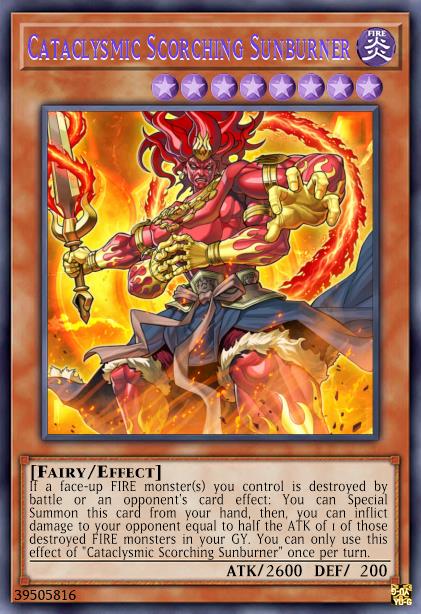 Cataclysmic Scorching Sunburner
FIRE
炎
[Fairy/Effect]
If a face-up FIRE monster(s) you control is destroyed by
battle or an opponent's card effect: You can Special
Summon this card from your hand, then, you can inflict
damage to your opponent equal to half the ATK of 1 of those
destroyed FIRE monsters in your GY. You can only use this
effect of "Cataclysmic Scorching Sunburner" once per turn.
ATK/2600 DEF/ 200
39505816